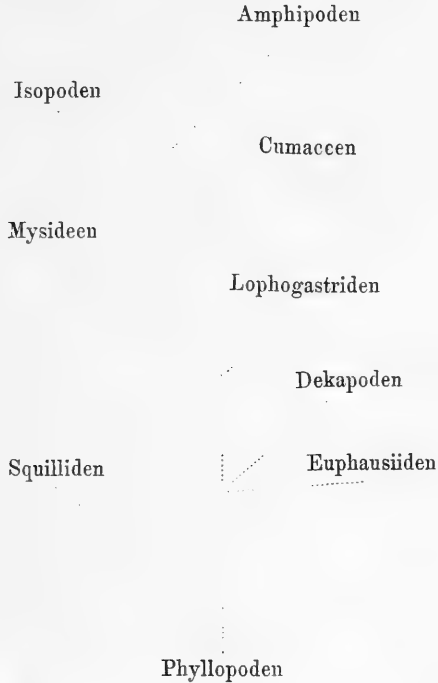 Amphipoden
Isopoden
Cumaceen
Mysideen
Lophogastriden
Dekapoden
Squilliden
Euphausiiden
Phyllopoden